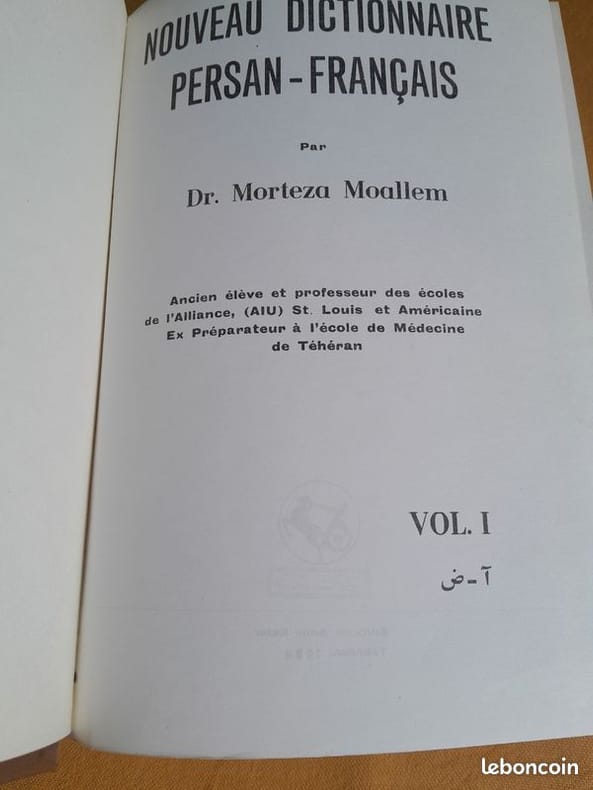 NOUVEAU DICTIONNAIRE
PERSAN-FRANÇAIS
Par
Dr. Morteza Moallem
Ancien élève et professeur des écoles
de l'Alliance, (AIU) St. Louis et Américaine
Ex Préparateur à l'école de Médecine
de Téhéran
VOL. I
آ-ض
leboncoin